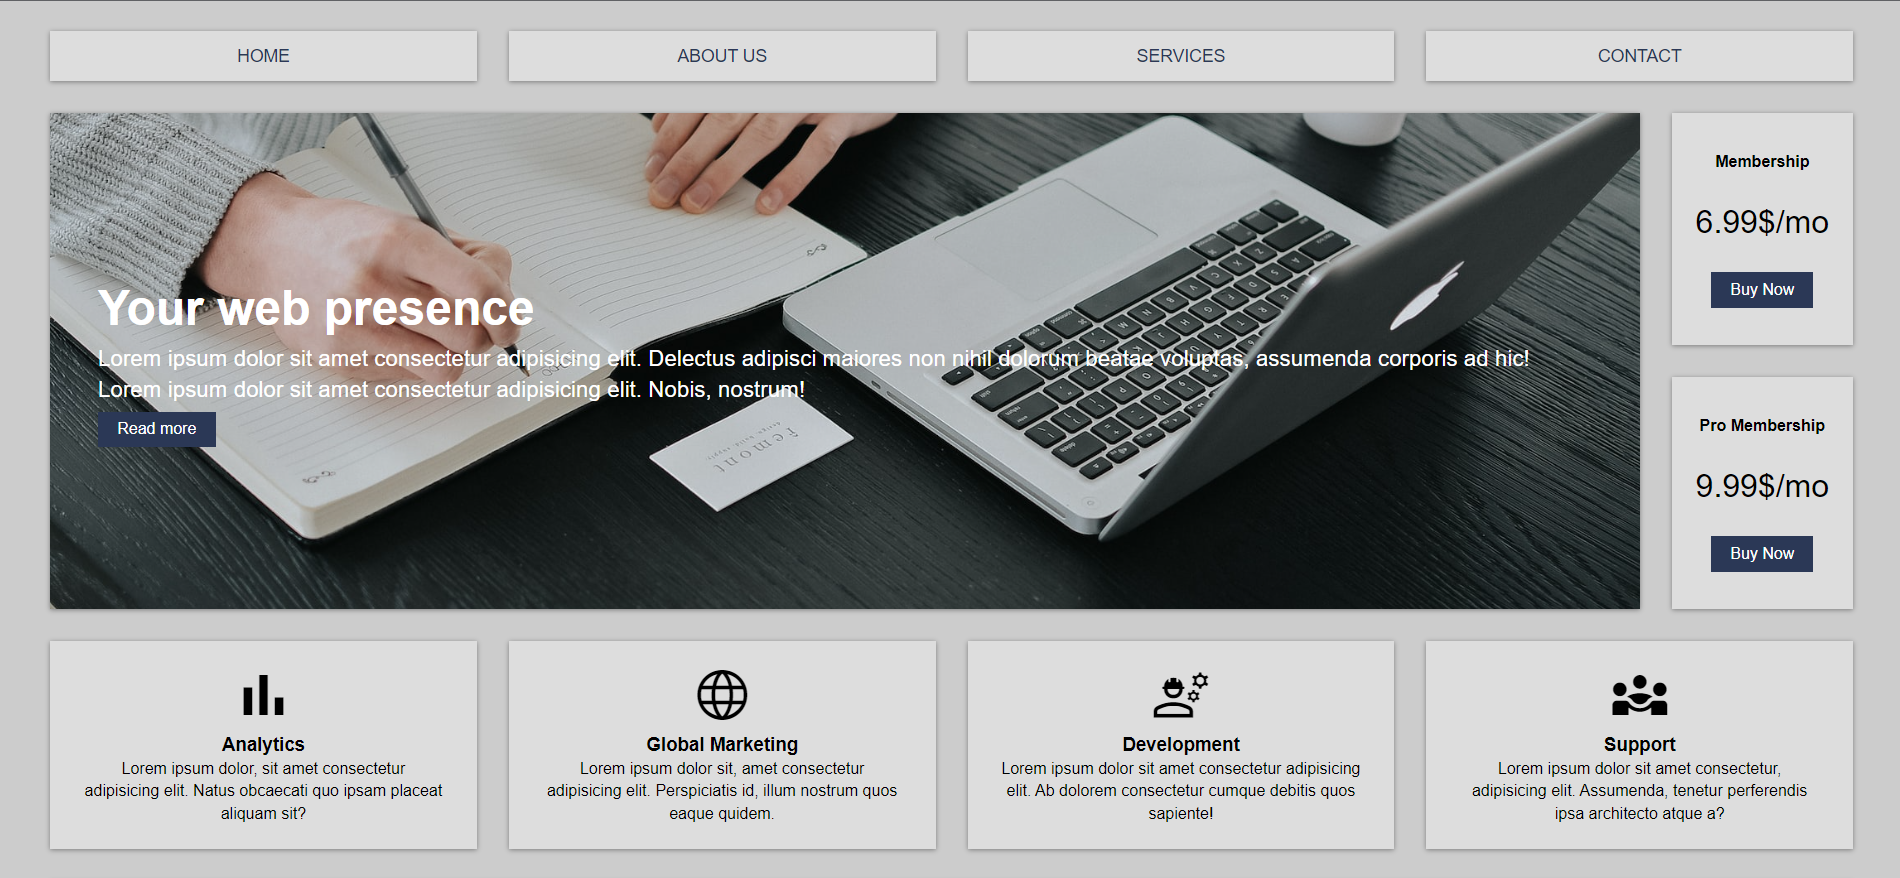 HOME
ABOUT US
SERVICES
CONTACT
Your web presence
Lorem ipsum dolor sit amet consectetur adipisicing elit. Delectus adipisci maiores non nihil dolorum beatae voluptas, assumenda corporis ad hic!
Lorem ipsum dolor sit amet consectetur adipisicing elit. Nobis, nostrum!
Read more
femont
Membership
6.99$/mo
Buy Now
Pro Membership
9.99$/mo
Buy Now
Analytics
Lorem ipsum dolor, sit amet consectetur
adipisicing elit. Natus obcaecati quo ipsam placeat
aliquam sit?
Global Marketing
Lorem ipsum dolor sit, amet consectetur
adipisicing elit. Perspiciatis id, illum nostrum quos
eaque quidem.
Development
Lorem ipsum dolor sit amet consectetur adipisicing
elit. Ab dolorem consectetur cumque debitis quos
sapiente!
Support
Lorem ipsum dolor sit amet consectetur,
adipisicing elit. Assumenda, tenetur perferendis
ipsa architecto atque a?